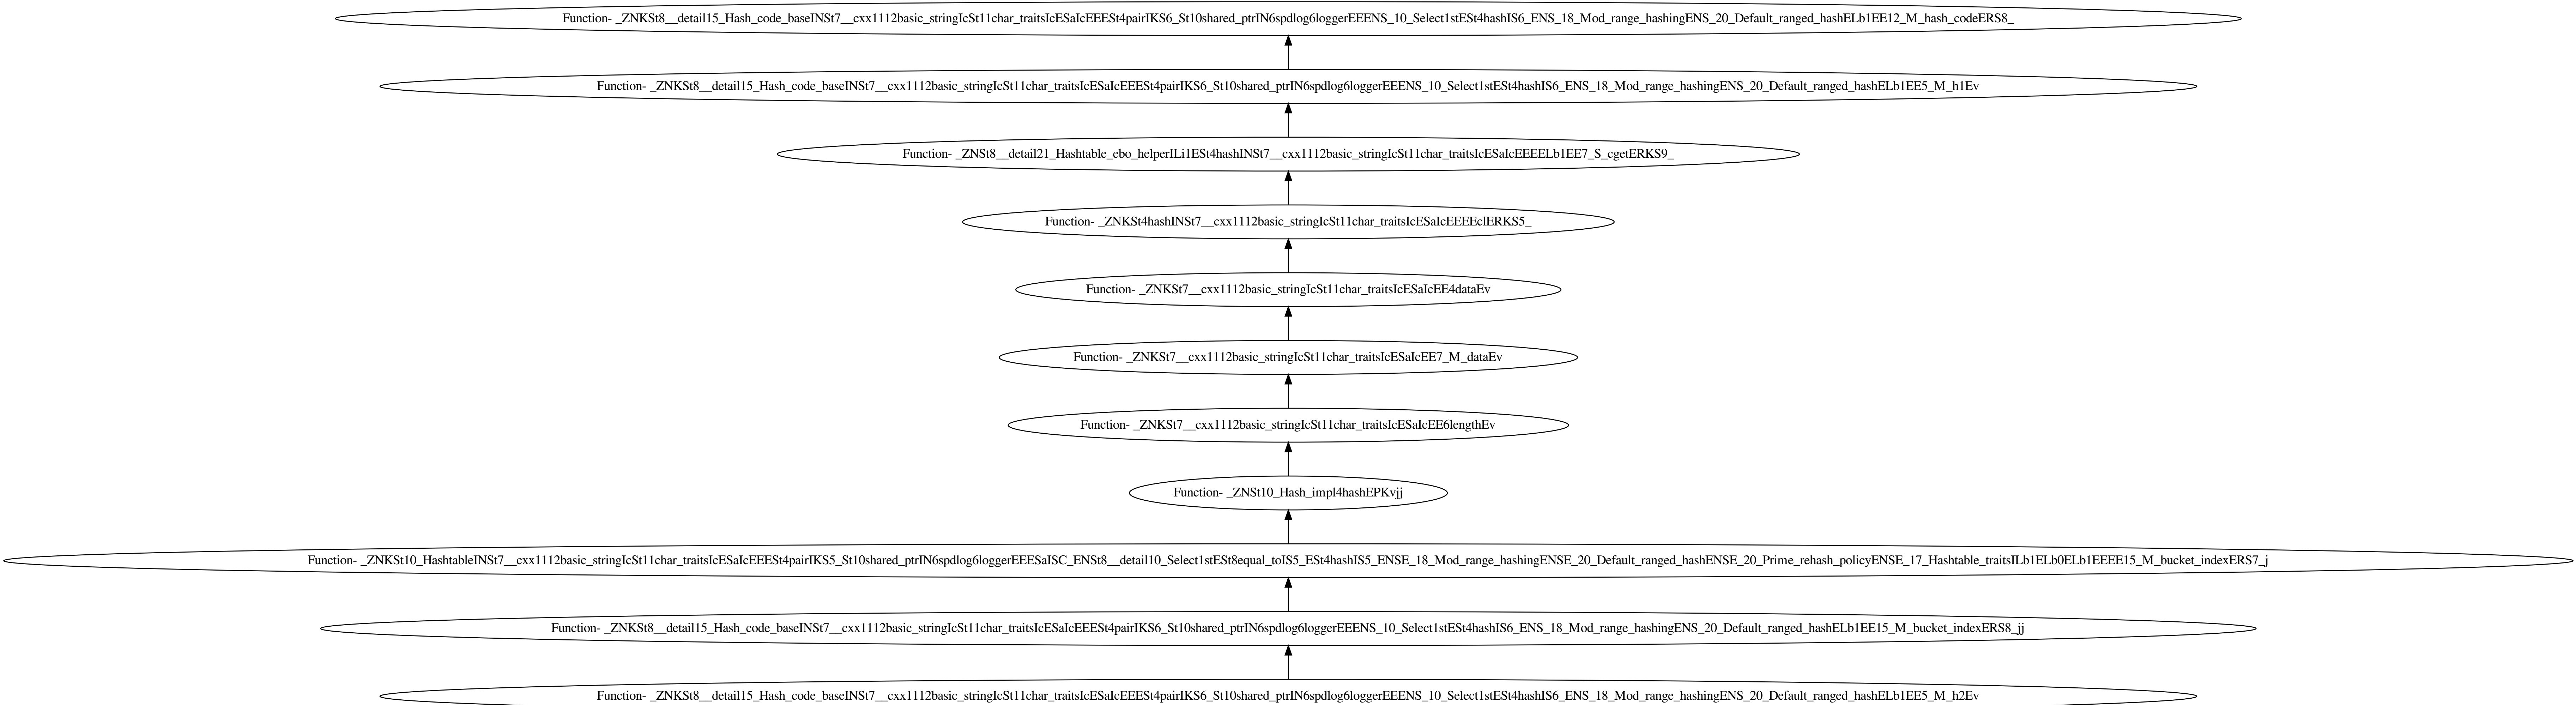 Function- _ZNKSt8__detail15_Hash_code_baseINSt7__cxx1112basic_stringIcSt11char_traitsIcESaIcEEESt4pairIKS6_St10shared_ptrIN6spdlog6loggerEEENS_10_Select1stESt4hashIS6_ENS_18_Mod_range_hashingENS_20_Default_ranged_hashELb1EE12_M_hash_codeERS8_
Function- _ZNKSt8__detail15_Hash_code_baseINSt7__cxx1112basic_stringIcSt11char_traitsIcESaIcEEESt4pairIKS6_St10shared_ptrIN6spdlog6loggerEEENS_10_Select1stESt4hashIS6_ENS_18_Mod_range_hashingENS_20_Default_ranged_hashELb1EE5_M_h1Ev
Function- _ZNSt8__detail21_Hashtable_ebo_helperILi1ESt4hashINSt7__cxx1112basic_stringIcSt11char_traitsIcESaIcEEEELb1EE7_S_cgetERKS9_
Function- _ZNKSt4hashINSt7__cxx1112basic_stringIcSt11char_traitsIcESaIcEEEEclERKS5_
Function- _ZNKSt7__cxx1112basic_stringIcSt11char_traitsIcESaIcEE4dataEv
Function- _ZNKSt7__cxx1112basic_stringIcSt11char_traitsIcESaIcEE7_M_dataEv
Function- _ZNKSt7__cxx1112basic_stringIcSt11char_traitsIcESaIcEE6lengthEv
Function- _ZNSt10_Hash_impl4hashEPKvjj
Function- _ZNKSt10_HashtableINSt7__cxx1112basic_stringIcSt11char_traitsIcESaIcEEESt4pairIKS5_St10shared_ptrIN6spdlog6loggerEEESaISC_ENSt8__detail10_Select1stESt8equal_toIS5_ESt4hashIS5_ENSE_18_Mod_range_hashingENSE_20_Default_ranged_hashENSE_20_Prime_rehash_policyENSE_17_Hashtable_traitsILb1ELb0ELb1EEEE15_M_bucket_indexERS7_j
Function- _ZNKSt8__detail15_Hash_code_baseINSt7__cxx1112basic_stringIcSt11char_traitsIcESaIcEEESt4pairIKS6_St10shared_ptrIN6spdlog6loggerEEENS_10_Select1stESt4hashIS6_ENS_18_Mod_range_hashingENS_20_Default_ranged_hashELb1EE15_M_bucket_indexERS8_jj
Function- _ZNKSt8__detail15_Hash_code_baseINSt7__cxx1112basic_stringIcSt11char_traitsIcESaIcEEESt4pairIKS6_St10shared_ptrIN6spdlog6loggerEEENS_10_Select1stESt4hashIS6_ENS_18_Mod_range_hashingENS_20_Default_ranged_hashELb1EE5_M_h2Ev